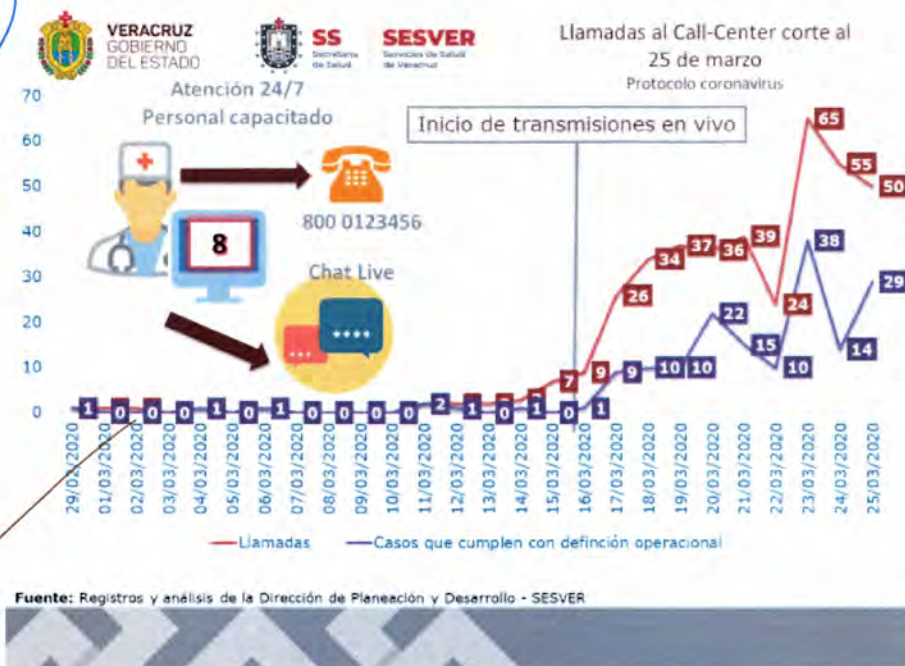 VERACRUZ
GOBIERNO
DEL ESTADO
SS
Secretaría
de Salud
SESVER
Servicios de Salud
de Veracruz
Llamadas al Call-Center corte al
25 de marzo
Protocolo coronavirus
Atención 24/7
Personal capacitado
Inicio de transmisiones en vivo
800 0123456
8
Chat Live
70
60
50
40
30
20
10
0
7 9 26 34 37 36 39 24 65 55 50
1 0 0 0 1 0 1 0 0 0 0 2 1 0 1 0 1 9 10 10 22 15 10 38 14 29
29/02/2020
01/03/2020
02/03/2020
03/03/2020
04/03/2020
05/03/2020
06/03/2020
07/03/2020
08/03/2020
09/03/2020
10/03/2020
11/03/2020
12/03/2020
13/03/2020
14/03/2020
15/03/2020
16/03/2020
17/03/2020
18/03/2020
19/03/2020
20/03/2020
21/03/2020
22/03/2020
23/03/2020
24/03/2020
25/03/2020
Llamadas
Casos que cumplen con definción operacional
Fuente: Registros y análisis de la Dirección de Planeación y Desarrollo - SESVER